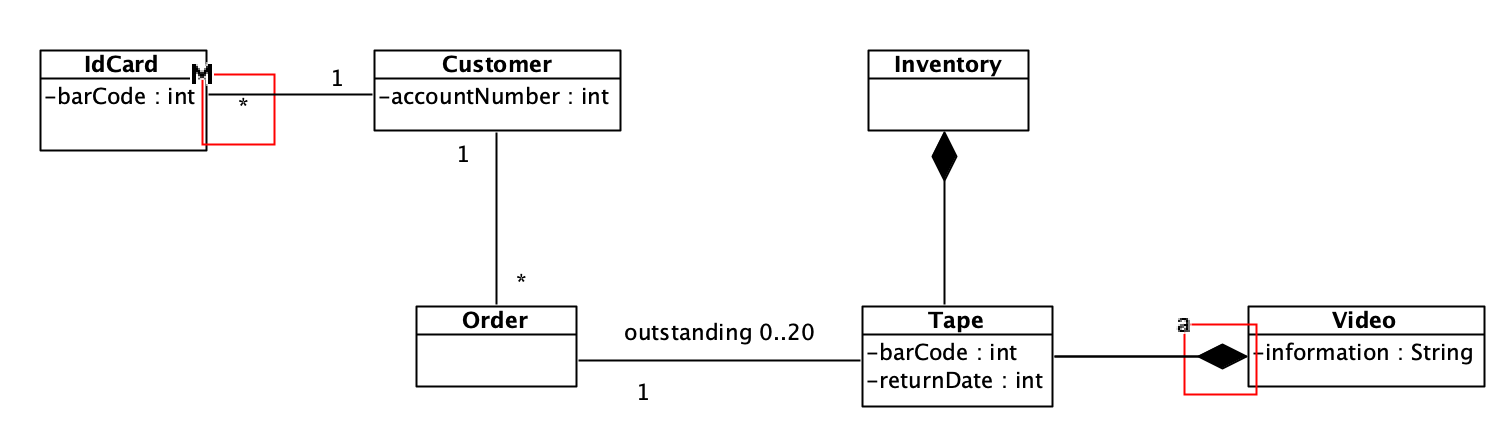 IdCard
-barCode : int
M
*
1
Customer
-accountNumber : int
1
*
Inventory
Order
outstanding 0..20
1
Tape
-barCode : int
-returnDate : int
a
Video
-information : String